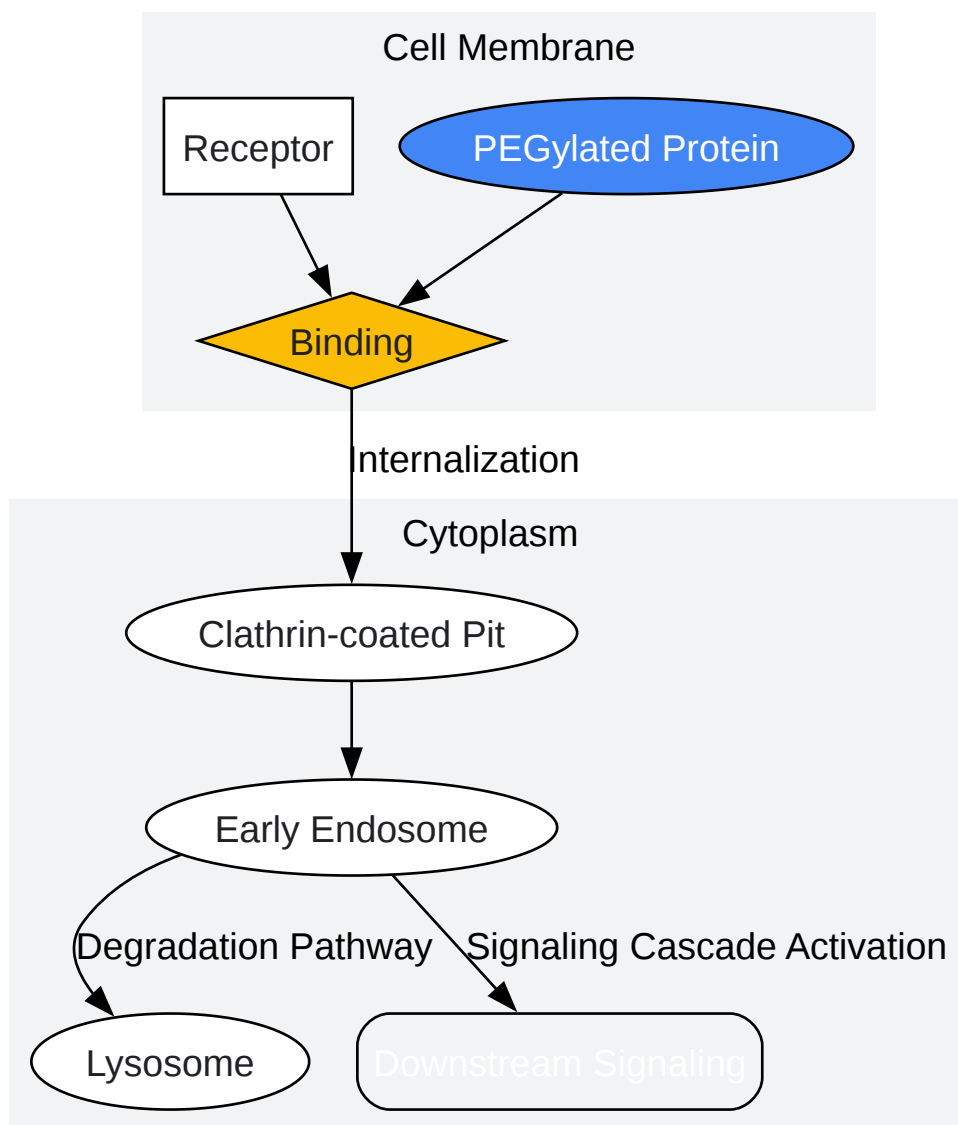 Cell Membrane
Receptor
PEGylated Protein
Binding
Internalization
Cytoplasm
Clathrin-coated Pit
Early Endosome
Degradation Pathway
Signaling Cascade Activation
Lysosome
Downstream Signaling